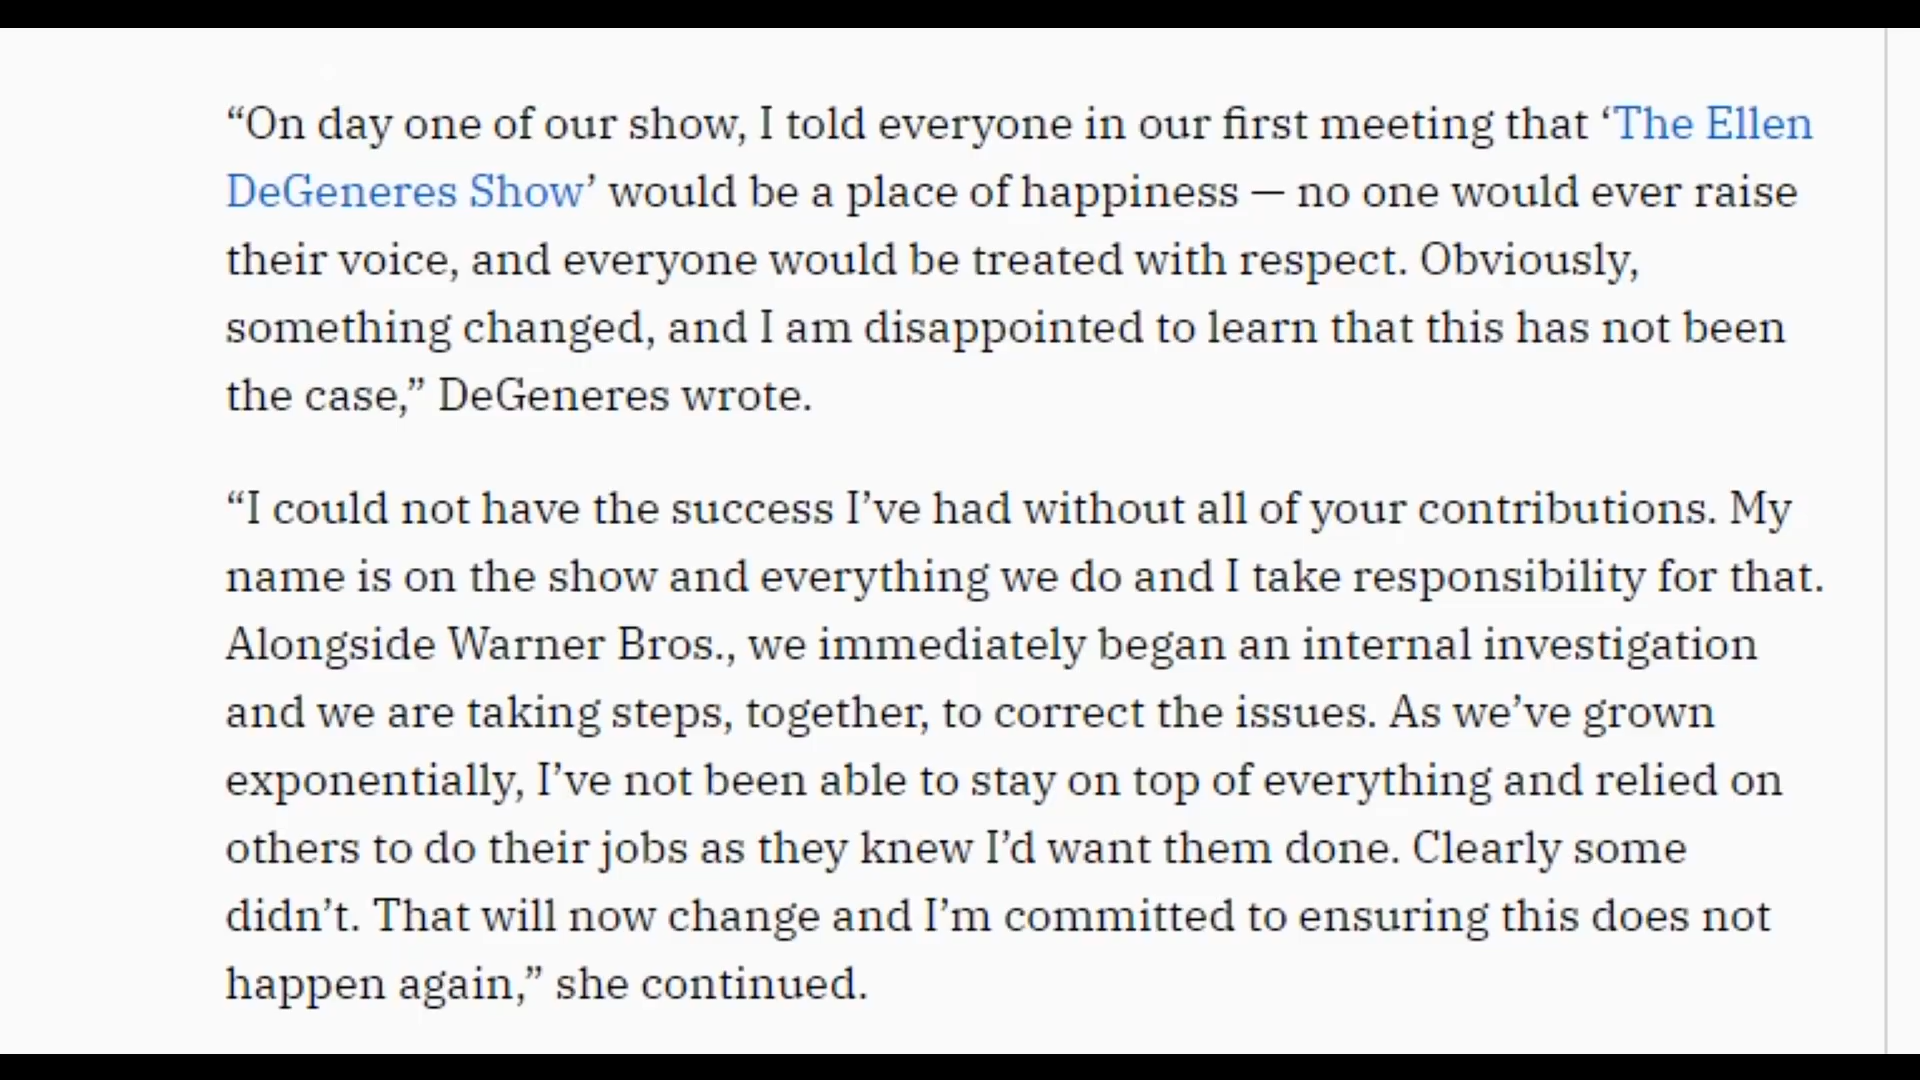 “On day one of our show, I told everyone in our first meeting that ‘The Ellen
DeGeneres Show’ would be a place of happiness — no one would ever raise
their voice, and everyone would be treated with respect. Obviously,
something changed, and I am disappointed to learn that this has not been
the case,” DeGeneres wrote.
“I could not have the success I’ve had without all of your contributions. My
name is on the show and everything we do and I take responsibility for that.
Alongside Warner Bros., we immediately began an internal investigation
and we are taking steps, together, to correct the issues. As we’ve grown
exponentially, I’ve not been able to stay on top of everything and relied on
others to do their jobs as they knew I’d want them done. Clearly some
didn’t. That will now change and I’m committed to ensuring this does not
happen again,” she continued.